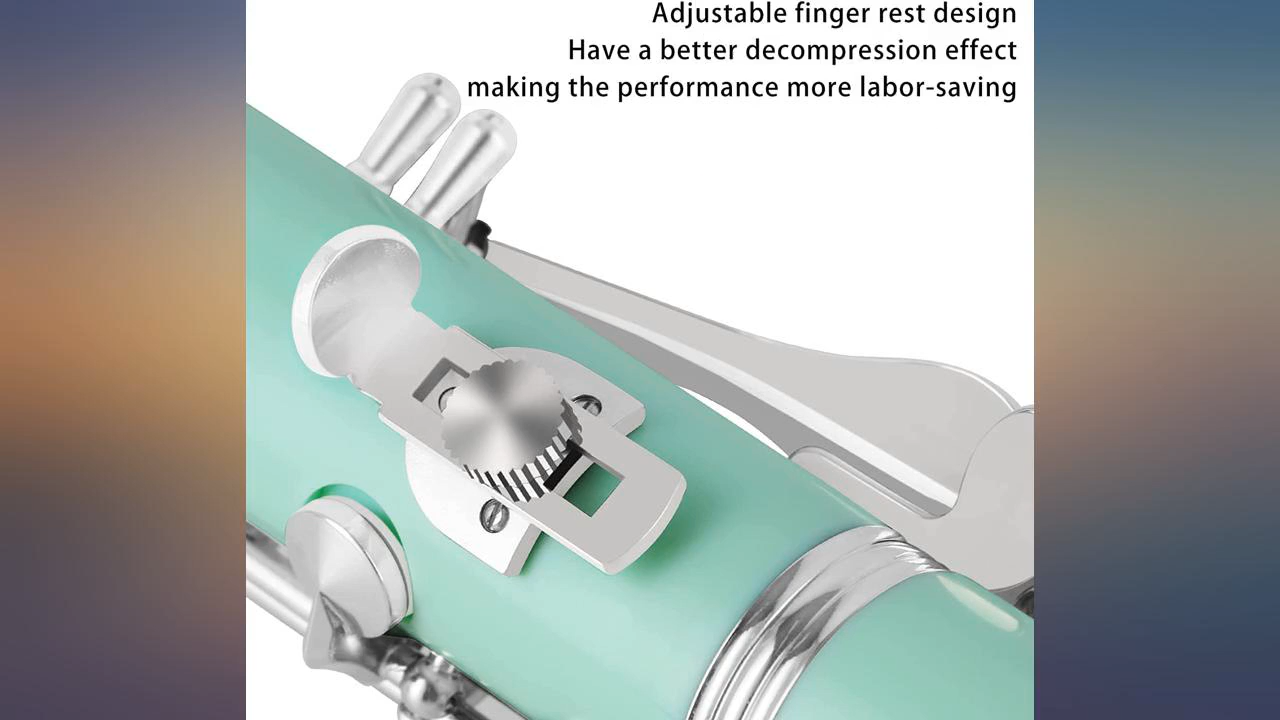 Adjustable finger rest design
Have a better decompression effect
making the performance more labor-saving